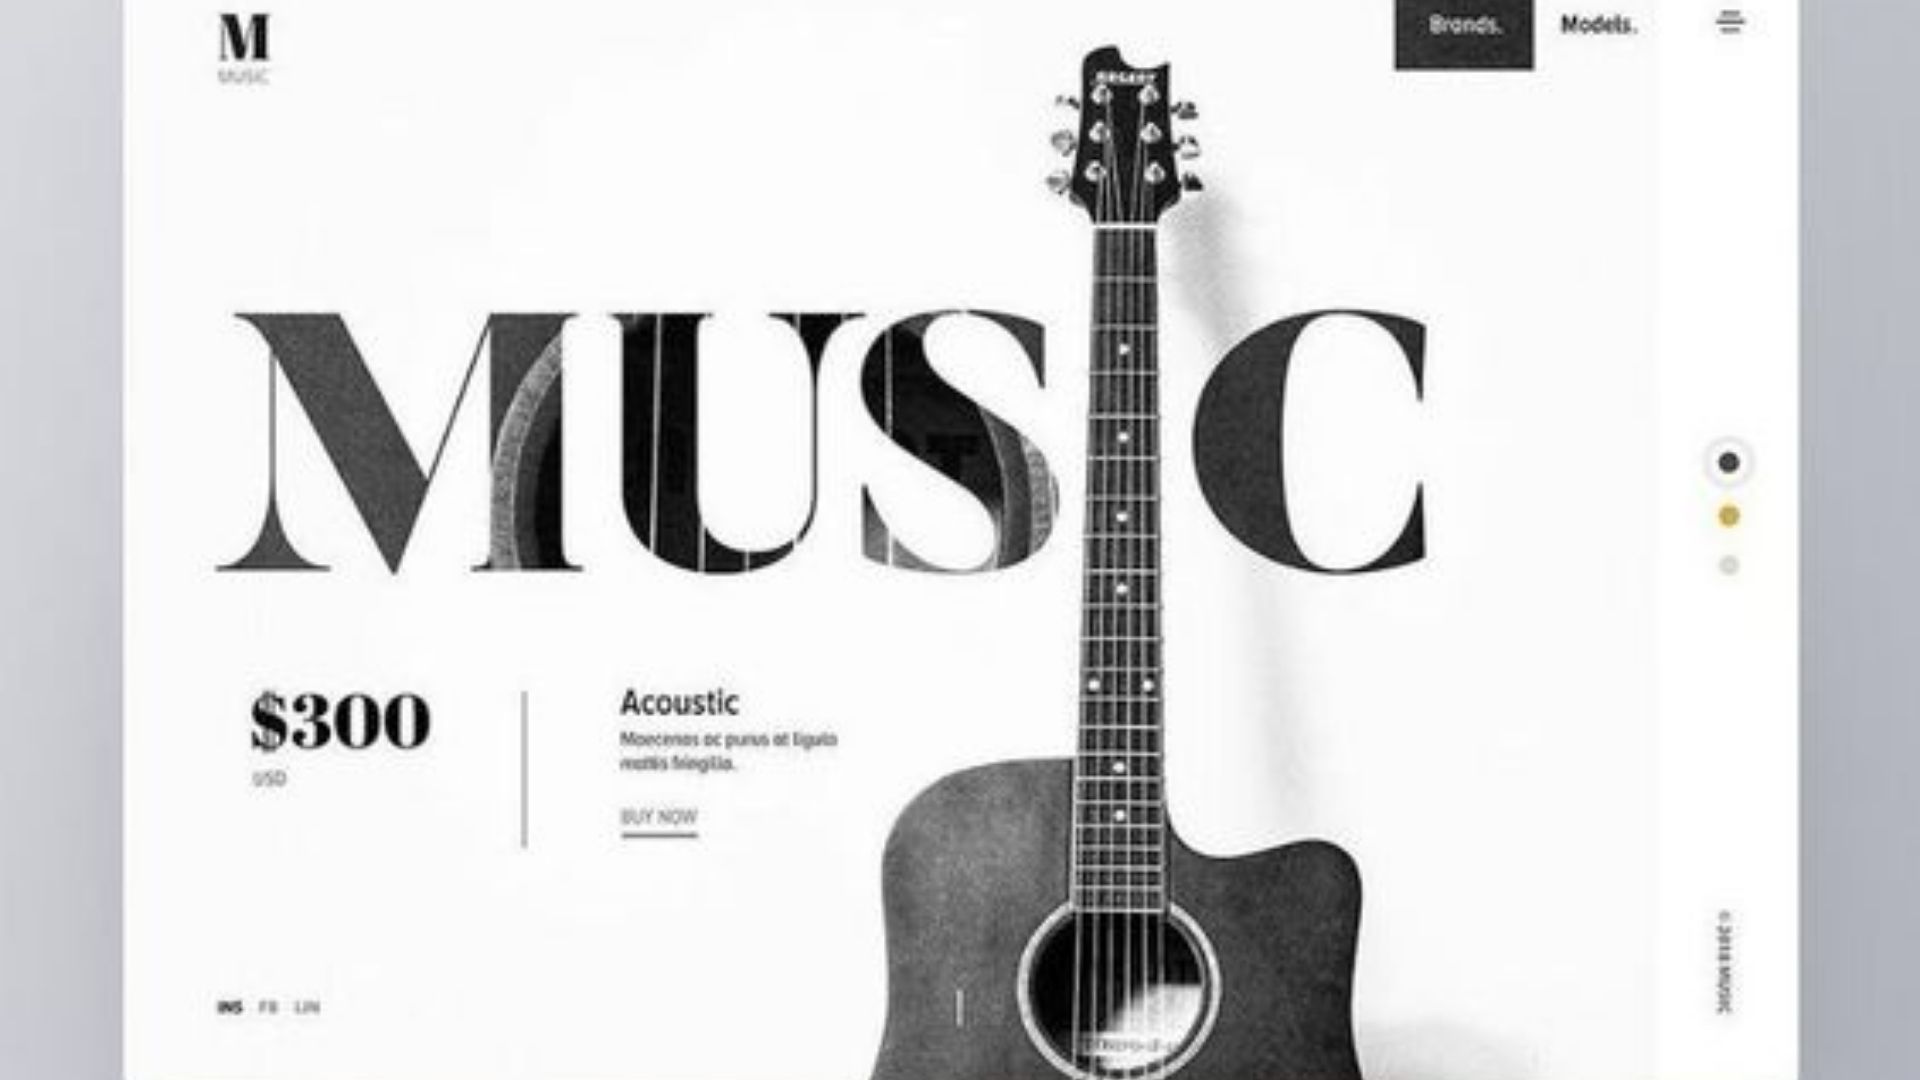 M
MUSIC
Brands.
Models.
MUSIC
$300
USD
Acoustic
Maecenas ac purus at ligula
mattis fringilla.
BUY NOW
INS FB LIN
© 2018 MUSIC